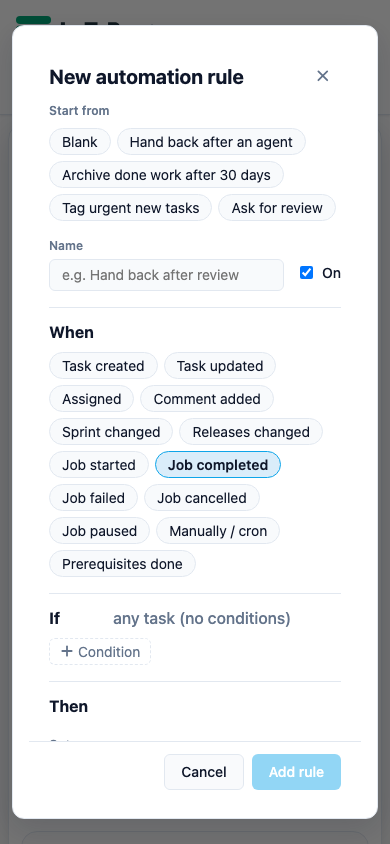 New automation rule
Start from
Blank
Hand back after an agent
Archive done work after 30 days
Tag urgent new tasks
Ask for review
Name
e.g. Hand back after review
On
When
Task created
Task updated
Assigned
Comment added
Sprint changed
Releases changed
Job started
Job completed
Job failed
Job cancelled
Job paused
Manually / cron
Prerequisites done
If
any task (no conditions)
+ Condition
Then
Cancel
Add rule